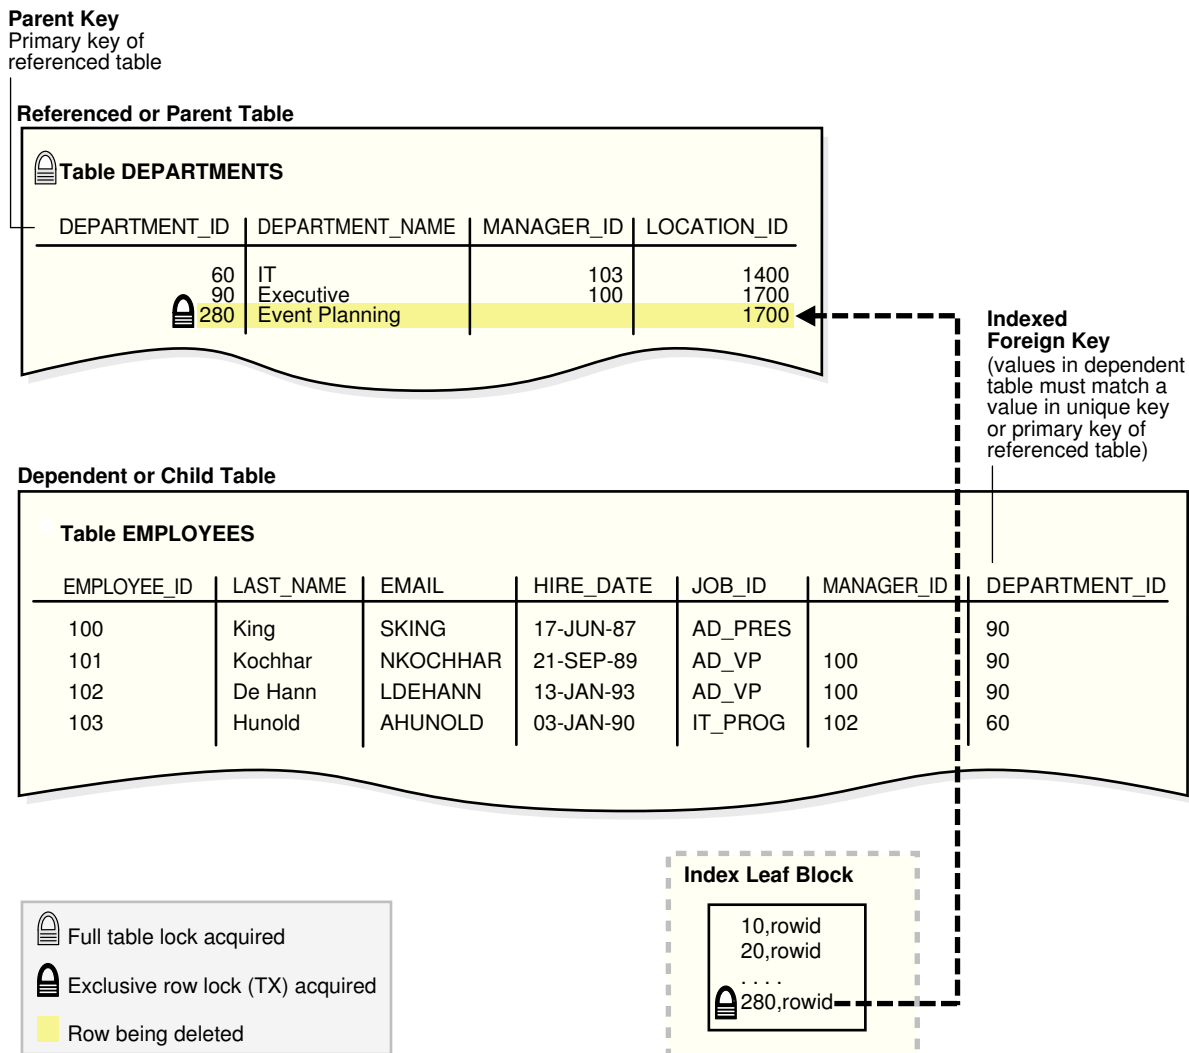 Parent Key
Primary key of
referenced table
Referenced or Parent Table
Table DEPARTMENTS
DEPARTMENT_ID DEPARTMENT_NAME MANAGER_ID LOCATION_ID
60 IT 103 1400
90 Executive 100 1700
280 Event Planning 1700
Indexed
Foreign Key
(values in dependent
table must match a
value in unique key
or primary key of
referenced table)
Dependent or Child Table
Table EMPLOYEES
EMPLOYEE_ID LAST_NAME EMAIL HIRE_DATE JOB_ID MANAGER_ID DEPARTMENT_ID
100 King SKING 17-JUN-87 AD_PRES 90
101 Kochhar NKOCHHAR 21-SEP-89 AD_VP 100 90
102 De Hann LDEHANN 13-JAN-93 AD_VP 100 90
103 Hunold AHUNOLD 03-JAN-90 IT_PROG 102 60
Index Leaf Block
10,rowid
20,rowid
. . . .
280,rowid
Full table lock acquired
Exclusive row lock (TX) acquired
Row being deleted